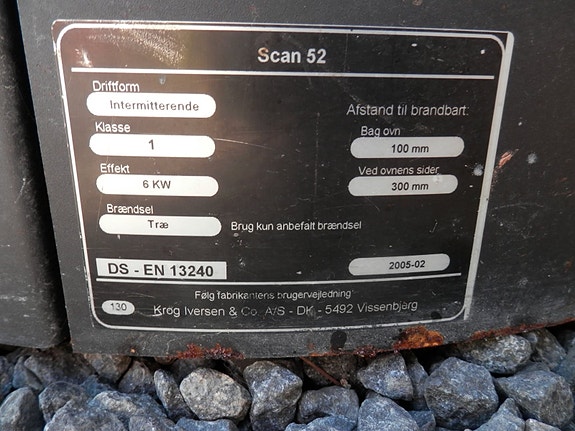 Scan 52
Driftform
Intermitterende
Klasse
1
Effekt
6 KW
Brændsel
Træ
Brug kun anbefalt brændsel
Afstand til brandbart:
Bag ovn
100 mm
Ved ovnens sider
300 mm
DS - EN 13240
2005-02
Følg fabrikantens brugervejledning
130
Krog Iversen & Co. A/S - DK - 5492 Vissenbjerg